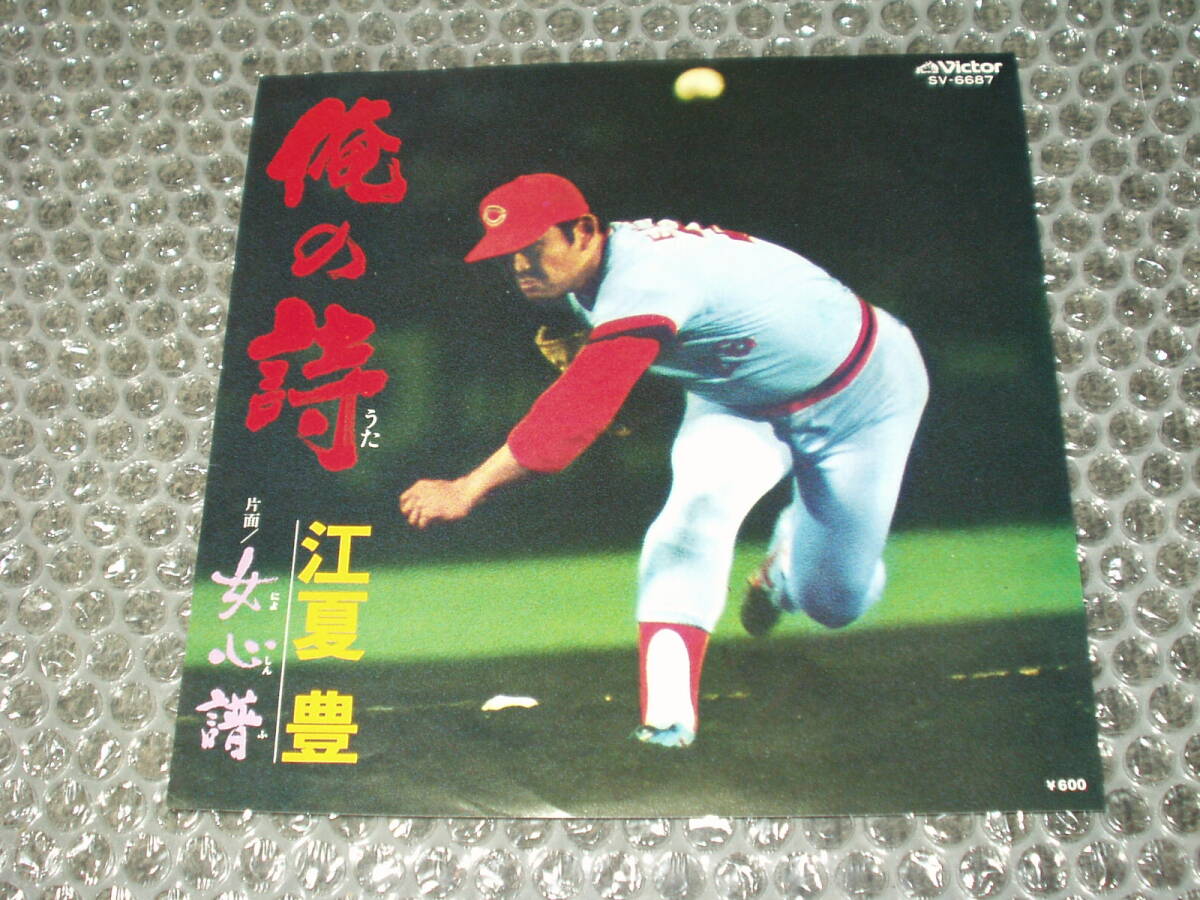 Victor
SV-6687
俺の詩
うた
江夏 豊
片面/女心譜
にょしんふ
¥600
C